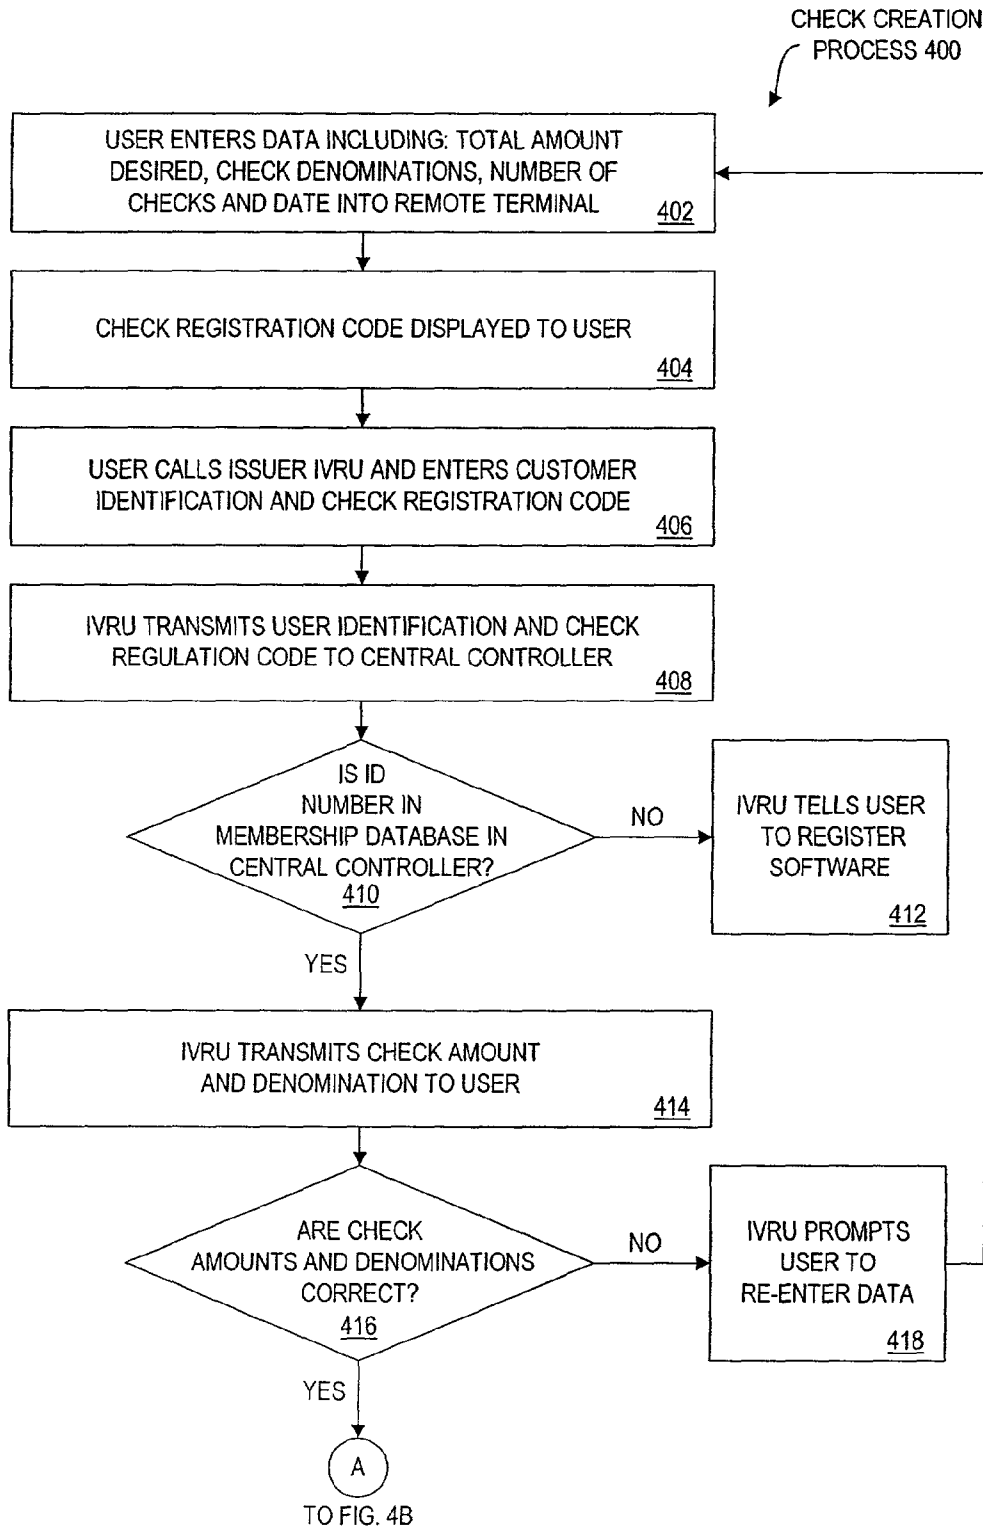 CHECK CREATION
PROCESS 400
USER ENTERS DATA INCLUDING: TOTAL AMOUNT
DESIRED, CHECK DENOMINATIONS, NUMBER OF
CHECKS AND DATE INTO REMOTE TERMINAL
402
CHECK REGISTRATION CODE DISPLAYED TO USER
404
USER CALLS ISSUER IVRU AND ENTERS CUSTOMER
IDENTIFICATION AND CHECK REGISTRATION CODE
406
IVRU TRANSMITS USER IDENTIFICATION AND CHECK
REGULATION CODE TO CENTRAL CONTROLLER
408
IS ID
NUMBER IN
MEMBERSHIP DATABASE IN
CENTRAL CONTROLLER?
410
NO
IVRU TELLS USER
TO REGISTER
SOFTWARE
412
YES
IVRU TRANSMITS CHECK AMOUNT
AND DENOMINATION TO USER
414
ARE CHECK
AMOUNTS AND DENOMINATIONS
CORRECT?
416
NO
IVRU PROMPTS
USER TO
RE-ENTER DATA
418
YES
A
TO FIG. 4B